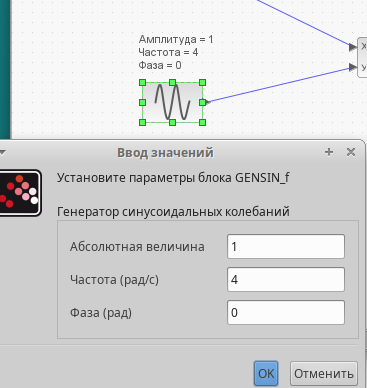 Амплитуда = 1
Частота = 4
Фаза = 0
X
Ввод значений
Установите параметры блока GENSIN_f
Генератор синусоидальных колебаний
Абсолютная величина 1
Частота (рад/с) 4
Фаза (рад) 0
OK Отменить